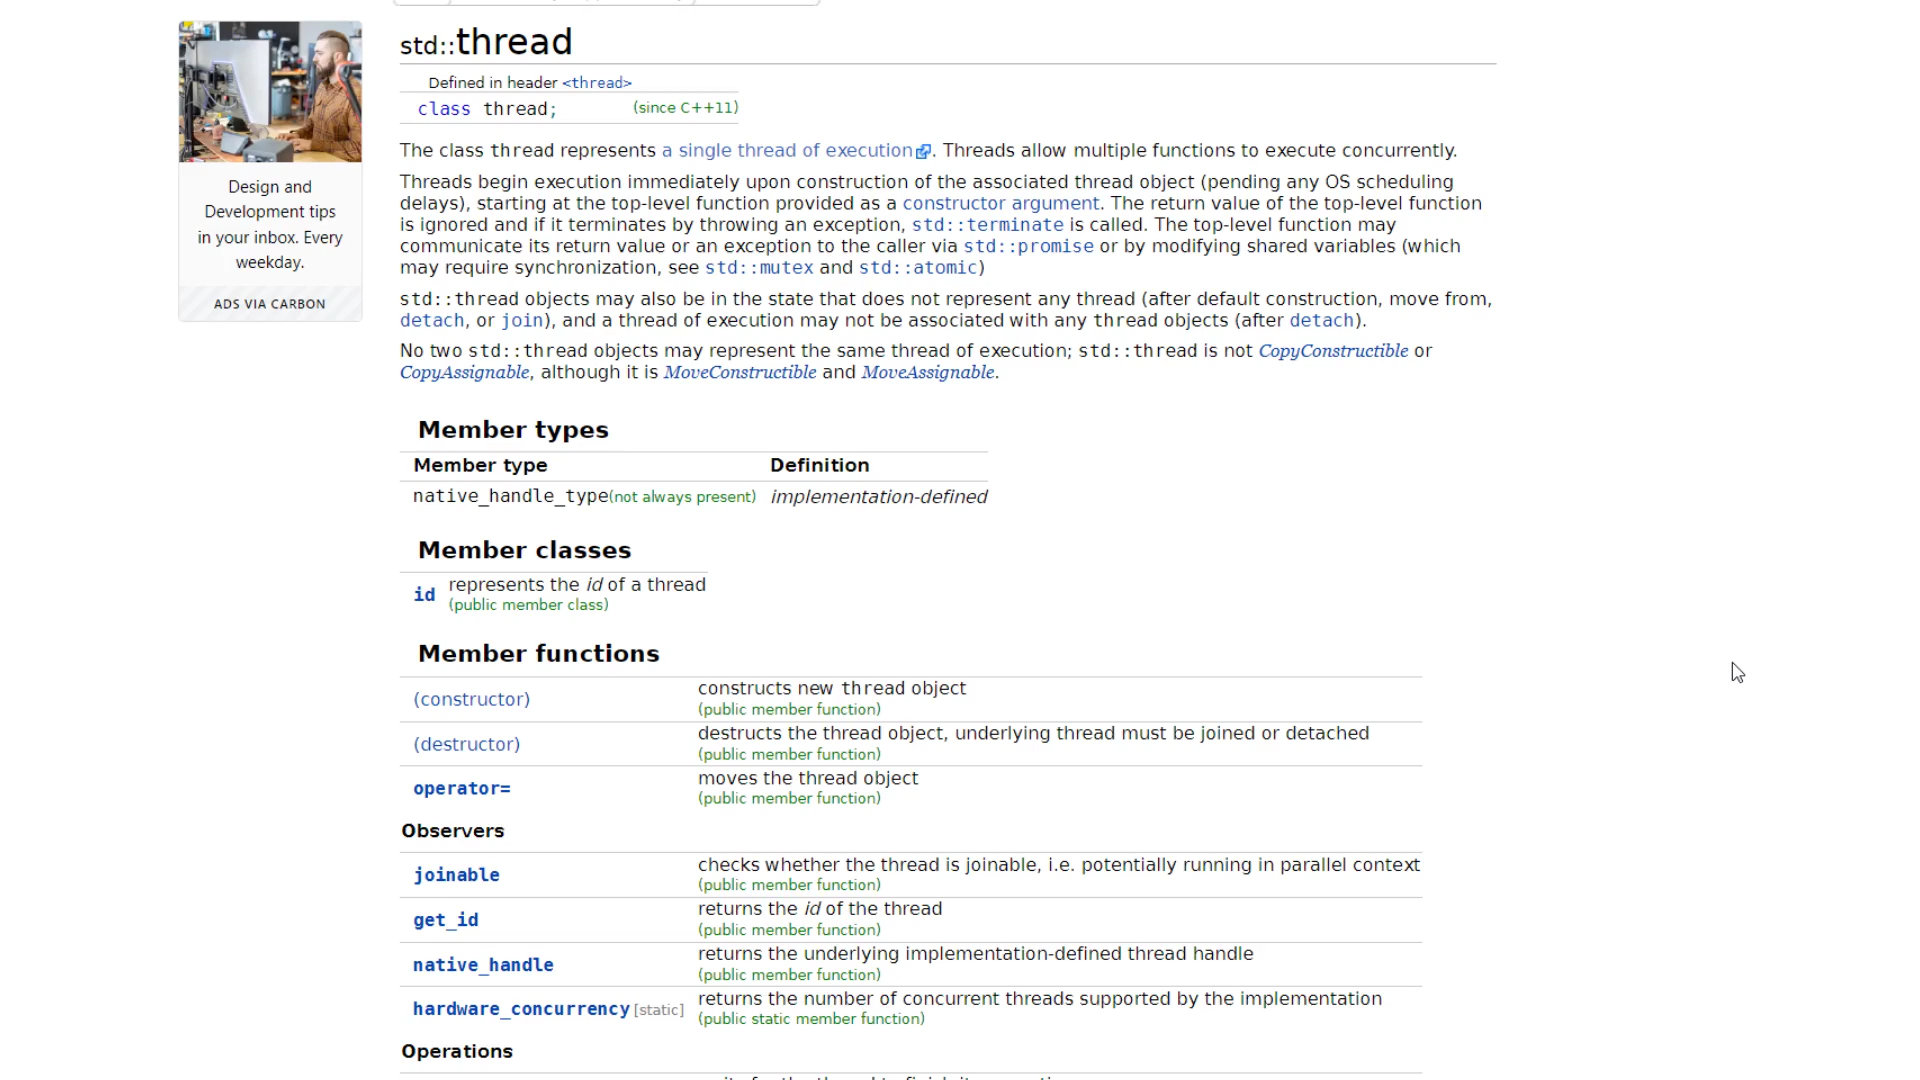 std::thread
Defined in header <thread>
class thread; (since C++11)
The class thread represents a single thread of execution. Threads allow multiple functions to execute concurrently.
Threads begin execution immediately upon construction of the associated thread object (pending any OS scheduling
delays), starting at the top-level function provided as a constructor argument. The return value of the top-level function
is ignored and if it terminates by throwing an exception, std::terminate is called. The top-level function may
communicate its return value or an exception to the caller via std::promise or by modifying shared variables (which
may require synchronization, see std::mutex and std::atomic)
std::thread objects may also be in the state that does not represent any thread (after default construction, move from,
detach, or join), and a thread of execution may not be associated with any thread objects (after detach).
No two std::thread objects may represent the same thread of execution; std::thread is not CopyConstructible or
CopyAssignable, although it is MoveConstructible and MoveAssignable.
Design and
Development tips
in your inbox. Every
weekday.
ADS VIA CARBON
Member types
Member type Definition
native_handle_type(not always present) implementation-defined
Member classes
id represents the id of a thread
(public member class)
Member functions
(constructor) constructs new thread object
(public member function)
(destructor) destructs the thread object, underlying thread must be joined or detached
(public member function)
operator= moves the thread object
(public member function)
Observers
joinable checks whether the thread is joinable, i.e. potentially running in parallel context
(public member function)
get_id returns the id of the thread
(public member function)
native_handle returns the underlying implementation-defined thread handle
(public member function)
hardware_concurrency [static] returns the number of concurrent threads supported by the implementation
(public static member function)
Operations